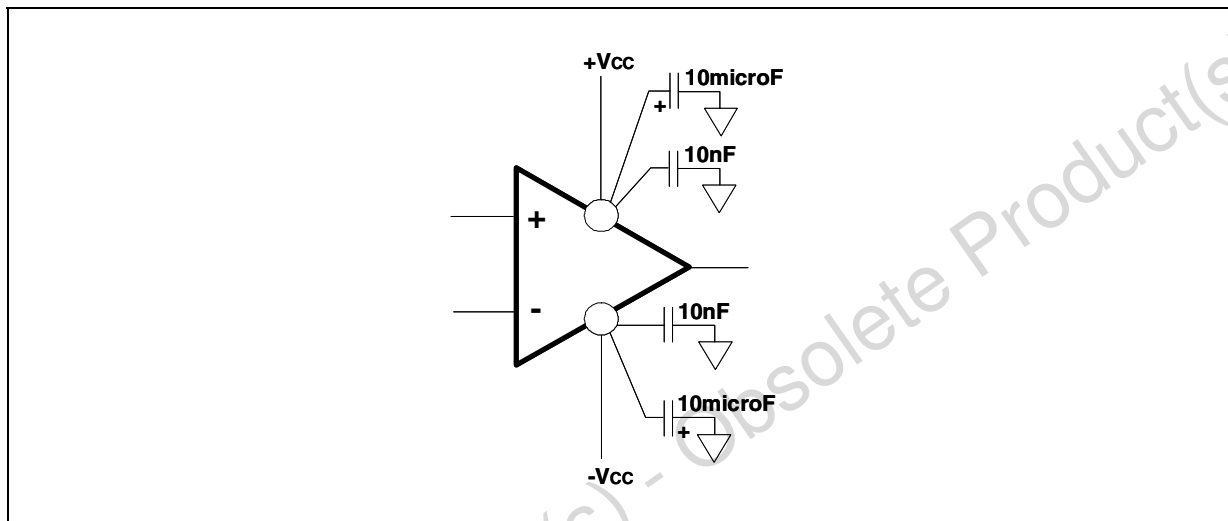 +Vcc
10microF
+
10nF
+
-
10nF
10microF
+
-Vcc
(s) - Obsolete Product(s